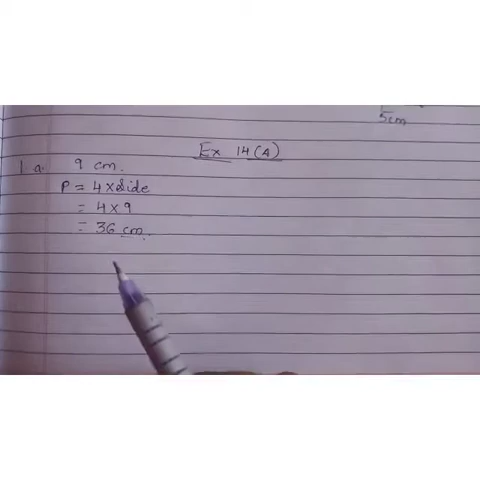 5cm
Ex 14(A)
1 a. 9 cm.
P = 4 x side
= 4 x 9
= 36 cm.